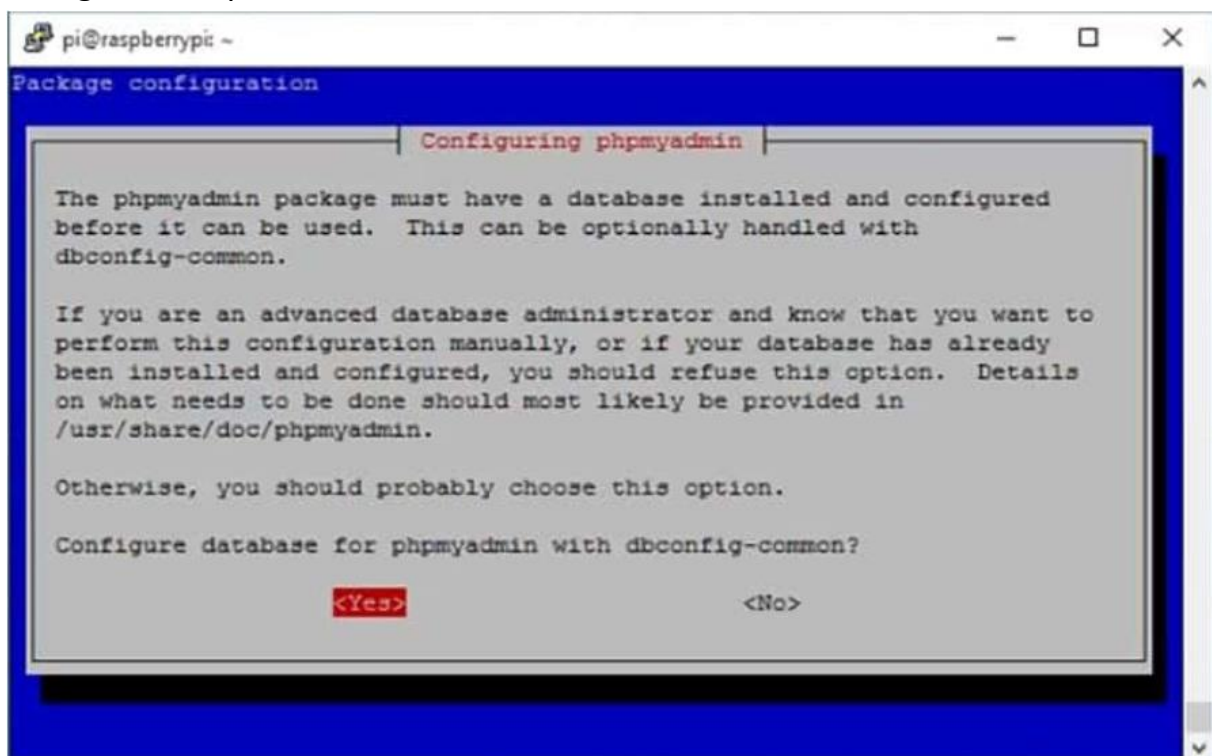 pi@raspberrypi: ~
Package configuration
Configuring phpmyadmin
The phpmyadmin package must have a database installed and configured
before it can be used.  This can be optionally handled with
dbconfig-common.
If you are an advanced database administrator and know that you want to
perform this configuration manually, or if your database has already
been installed and configured, you should refuse this option.  Details
on what needs to be done should most likely be provided in
/usr/share/doc/phpmyadmin.
Otherwise, you should probably choose this option.
Configure database for phpmyadmin with dbconfig-common?
<Yes> <No>